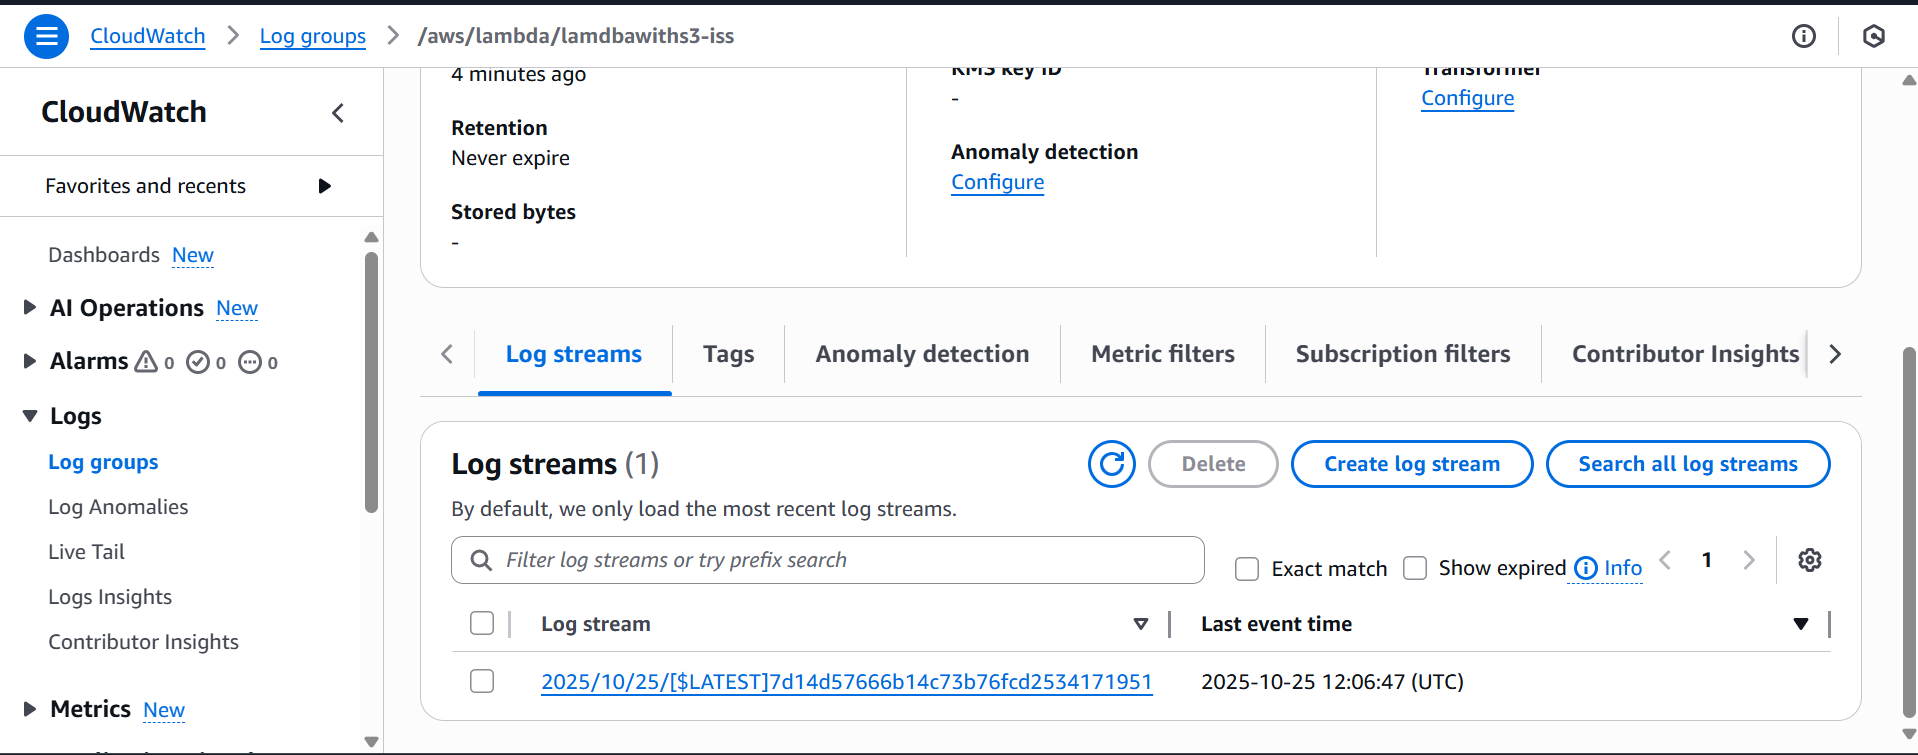 CloudWatch > Log groups > /aws/lambda/lamdbawiths3-iss
CloudWatch
Favorites and recents
Dashboards New
AI Operations New
Alarms 0 0 0
Logs
Log groups
Log Anomalies
Live Tail
Logs Insights
Contributor Insights
Metrics New
4 minutes ago
Retention
Never expire
Stored bytes
-
KMS key ID
-
Anomaly detection
Configure
Transformer
Configure
Log streams Tags Anomaly detection Metric filters Subscription filters Contributor Insights
Log streams (1)
Delete Create log stream Search all log streams
By default, we only load the most recent log streams.
Filter log streams or try prefix search
Exact match Show expired Info 1
Log stream Last event time
2025/10/25/[$LATEST]7d14d57666b14c73b76fcd2534171951 2025-10-25 12:06:47 (UTC)